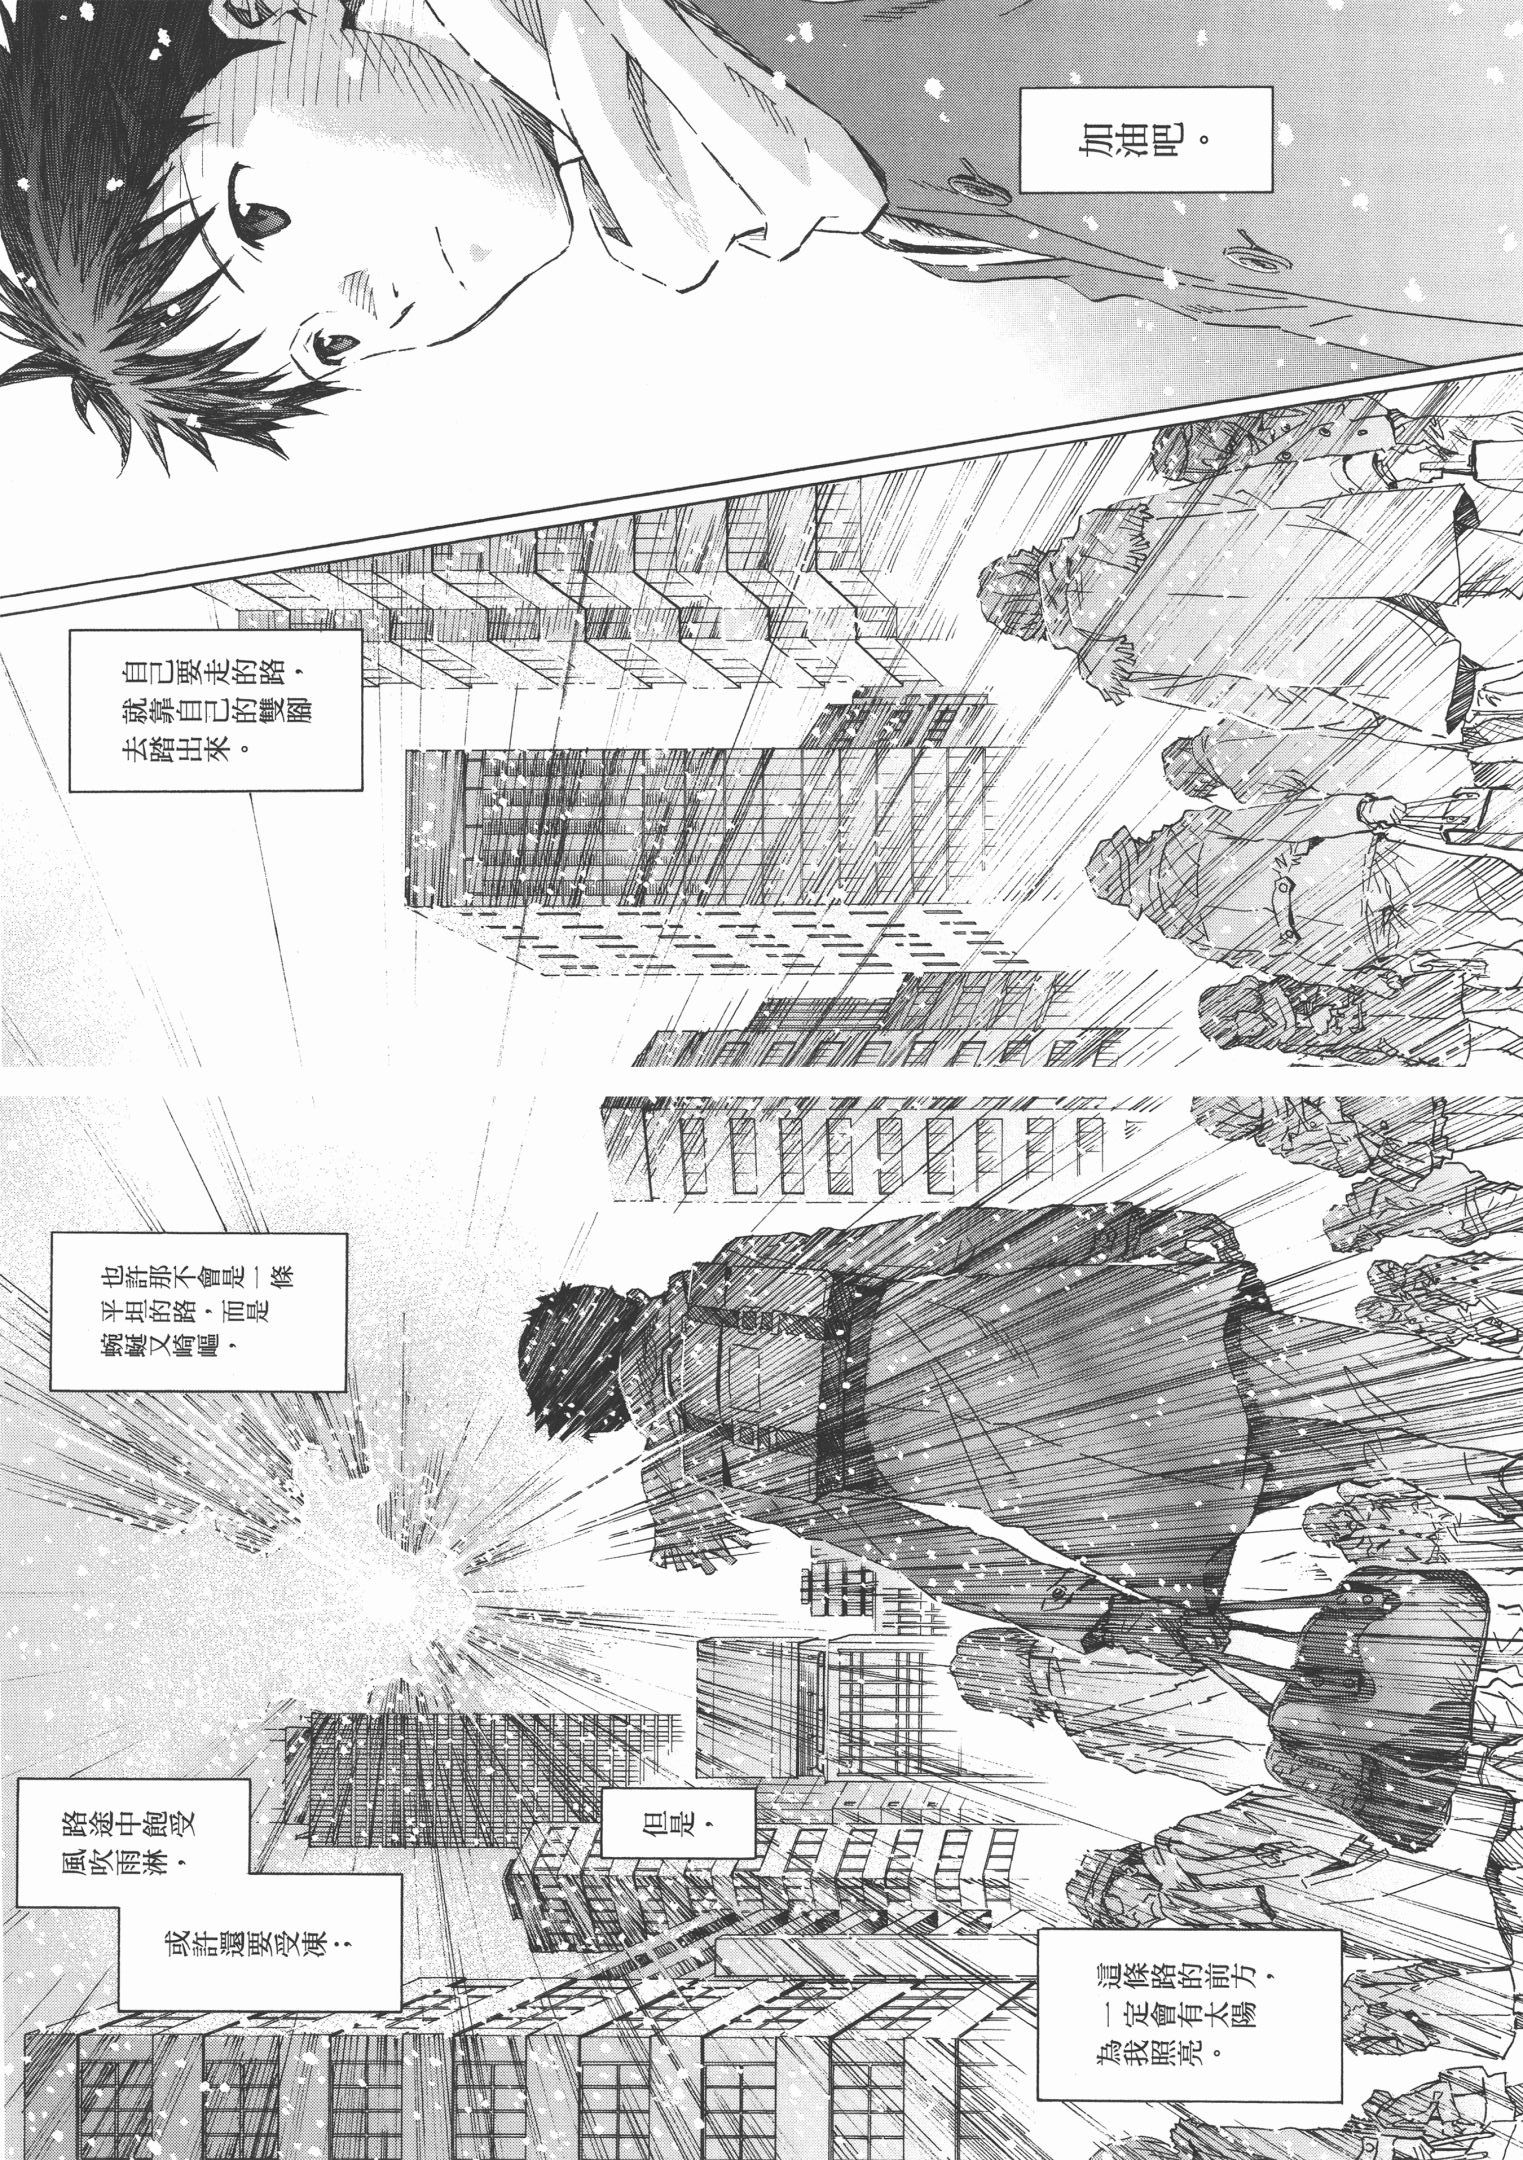 加油吧。
自己要走的路，
就靠自己的雙腳
去踏出來。
也許那不會是一條
平坦的路，而是
蜿蜒又崎嶇，
路途中飽受
風吹雨淋，
或許還要受凍；
但是，
這條路的前方，
一定會有太陽
為我照亮。